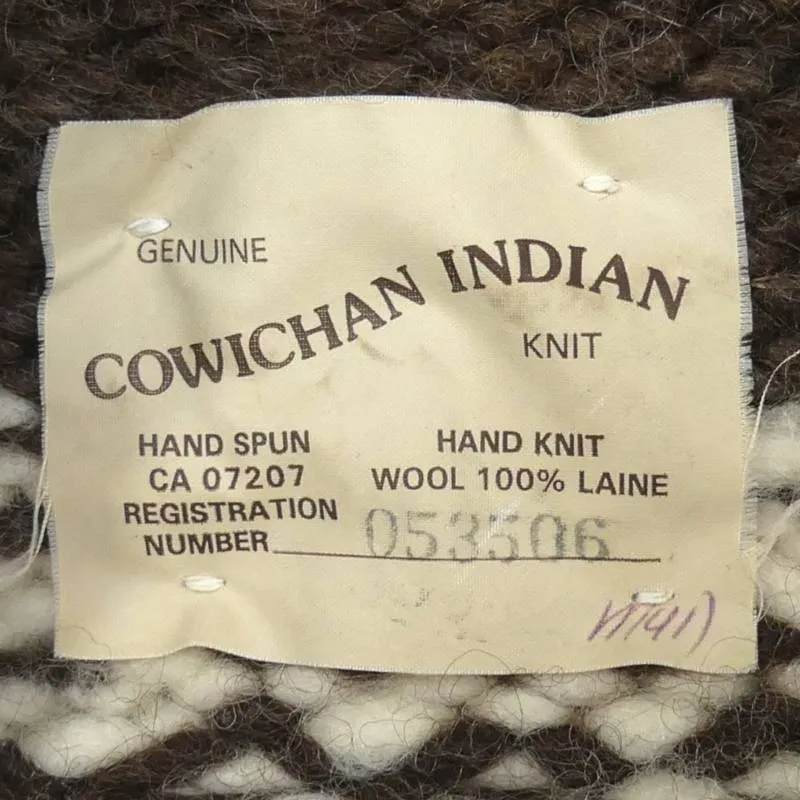 GENUINE
COWICHAN INDIAN
KNIT
HAND SPUN
CA 07207
REGISTRATION
NUMBER 053506
HAND KNIT
WOOL 100% LAINE